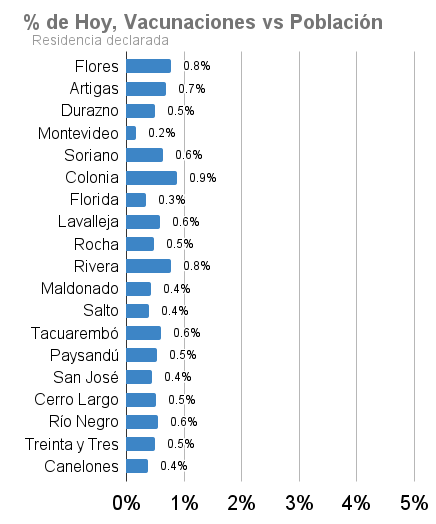 % de Hoy, Vacunaciones vs Población
Residencia declarada
Flores 0.8%
Artigas 0.7%
Durazno 0.5%
Montevideo 0.2%
Soriano 0.6%
Colonia 0.9%
Florida 0.3%
Lavalleja 0.6%
Rocha 0.5%
Rivera 0.8%
Maldonado 0.4%
Salto 0.4%
Tacuarembó 0.6%
Paysandú 0.5%
San José 0.4%
Cerro Largo 0.5%
Río Negro 0.6%
Treinta y Tres 0.5%
Canelones 0.4%
0% 1% 2% 3% 4% 5%